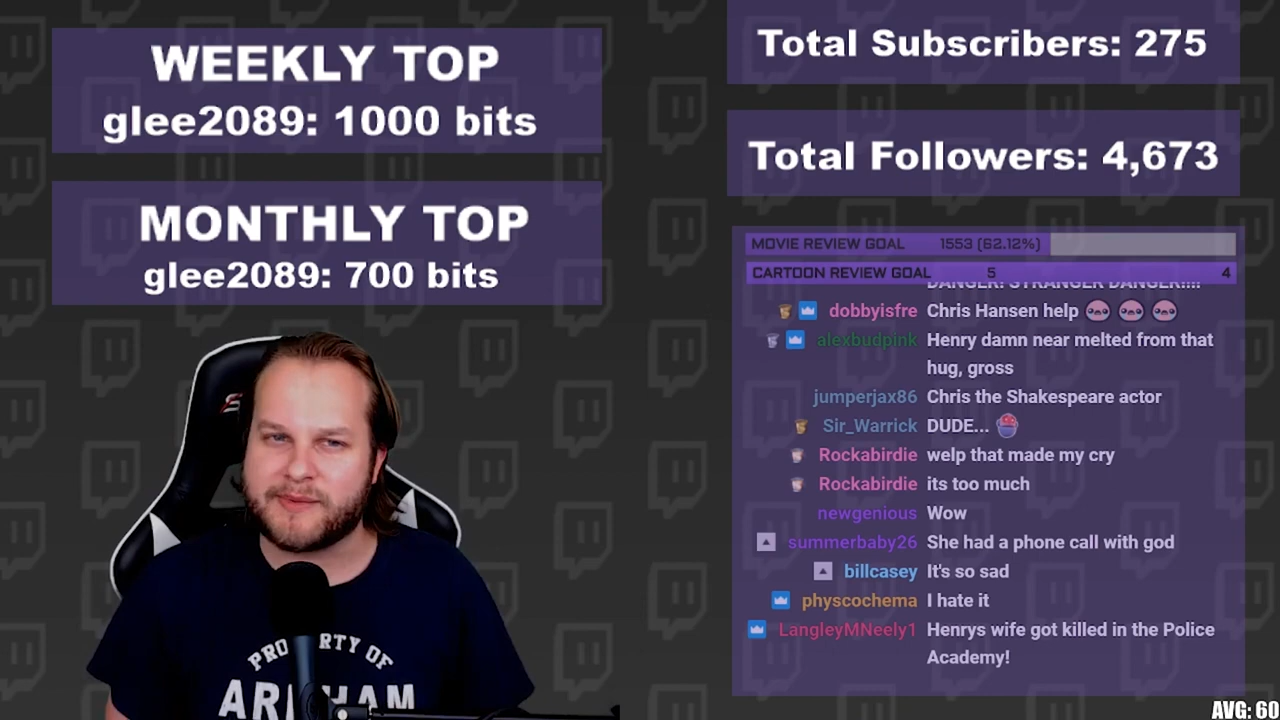 WEEKLY TOP
glee2089: 1000 bits
MONTHLY TOP
glee2089: 700 bits
Total Subscribers: 275
Total Followers: 4,673
MOVIE REVIEW GOAL 1553 (62.12%)
CARTOON REVIEW GOAL 5 4
DANGER! STRANGER DANGER!!!!
dobbyisfre Chris Hansen help
alexbudpink Henry damn near melted from that
hug, gross
jumperjax86 Chris the Shakespeare actor
Sir_Warrick DUDE...
Rockabirdie welp that made my cry
Rockabirdie its too much
newgenious Wow
summerbaby26 She had a phone call with god
billcasey It's so sad
physcochema I hate it
LangleyMNeely1 Henrys wife got killed in the Police
Academy!
PROPERTY OF
ARKHAM
AVG: 60